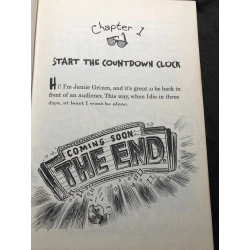 Chapter 1
START THE COUNTDOWN CLOCK
Hi! I'm Jamie Grimm, and it's great to be back in
front of an audience. This way, when I die in three
days, at least I won't be alone.
COMING SOON:
THE END!